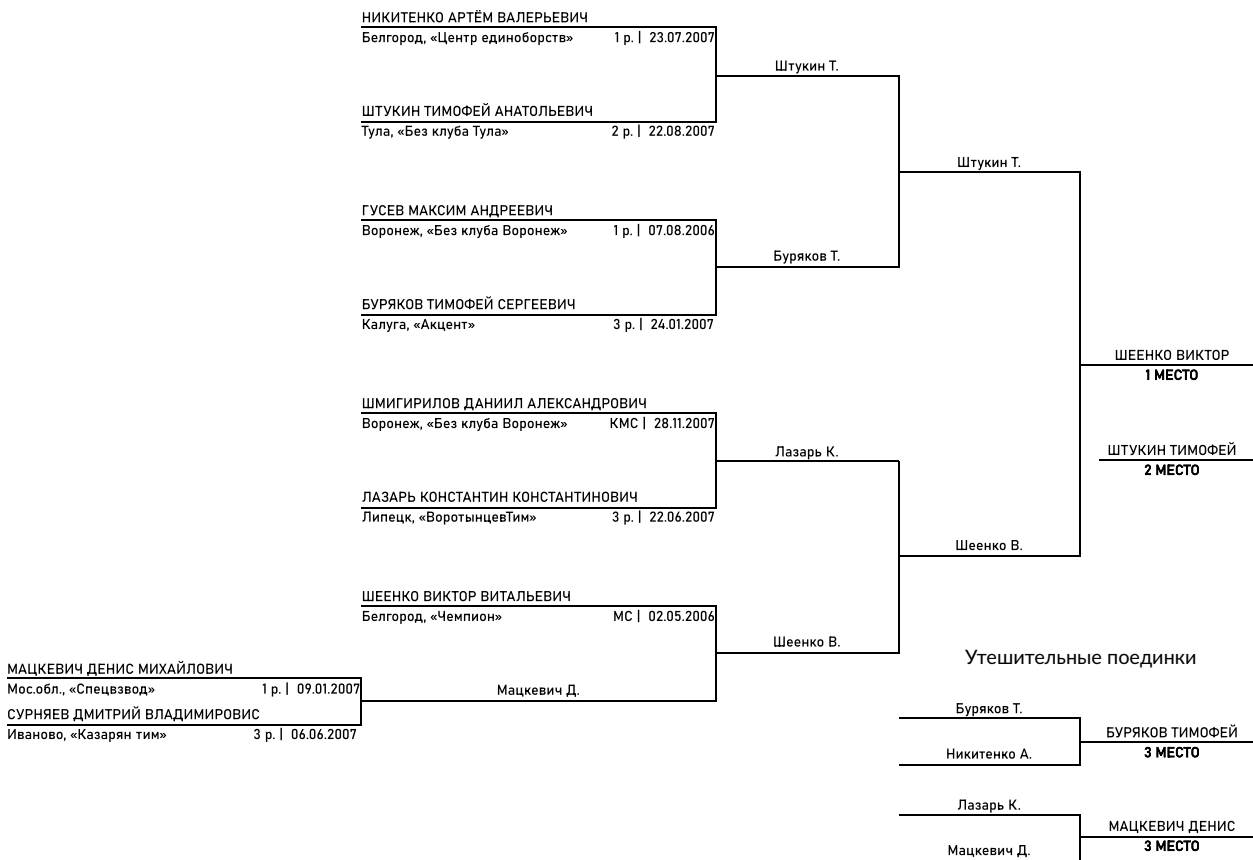 НИКИТЕНКО АРТЁМ ВАЛЕРЬЕВИЧ
Белгород, «Центр единоборств» 1 р. | 23.07.2007
Штукин Т.
ШТУКИН ТИМОФЕЙ АНАТОЛЬЕВИЧ
Тула, «Без клуба Тула» 2 р. | 22.08.2007
Штукин Т.
ГУСЕВ МАКСИМ АНДРЕЕВИЧ
Воронеж, «Без клуба Воронеж» 1 р. | 07.08.2006
Буряков Т.
БУРЯКОВ ТИМОФЕЙ СЕРГЕЕВИЧ
Калуга, «Акцент» 3 р. | 24.01.2007
ШЕЕНКО ВИКТОР
1 МЕСТО
ШМИГИРИЛОВ ДАНИИЛ АЛЕКСАНДРОВИЧ
Воронеж, «Без клуба Воронеж» КМС | 28.11.2007
Лазарь К.
ШТУКИН ТИМОФЕЙ
2 МЕСТО
ЛАЗАРЬ КОНСТАНТИН КОНСТАНТИНОВИЧ
Липецк, «ВоротынцевТим» 3 р. | 22.06.2007
Шеенко В.
ШЕЕНКО ВИКТОР ВИТАЛЬЕВИЧ
Белгород, «Чемпион» МС | 02.05.2006
Шеенко В.
Утешительные поединки
МАЦКЕВИЧ ДЕНИС МИХАЙЛОВИЧ
Мос.обл., «Спецвзвод» 1 р. | 09.01.2007
Мацкевич Д.
СУРНЯЕВ ДМИТРИЙ ВЛАДИМИРОВИС
Иваново, «Казарян тим» 3 р. | 06.06.2007
Буряков Т.
БУРЯКОВ ТИМОФЕЙ
3 МЕСТО
Никитенко А.
Лазарь К.
МАЦКЕВИЧ ДЕНИС
3 МЕСТО
Мацкевич Д.